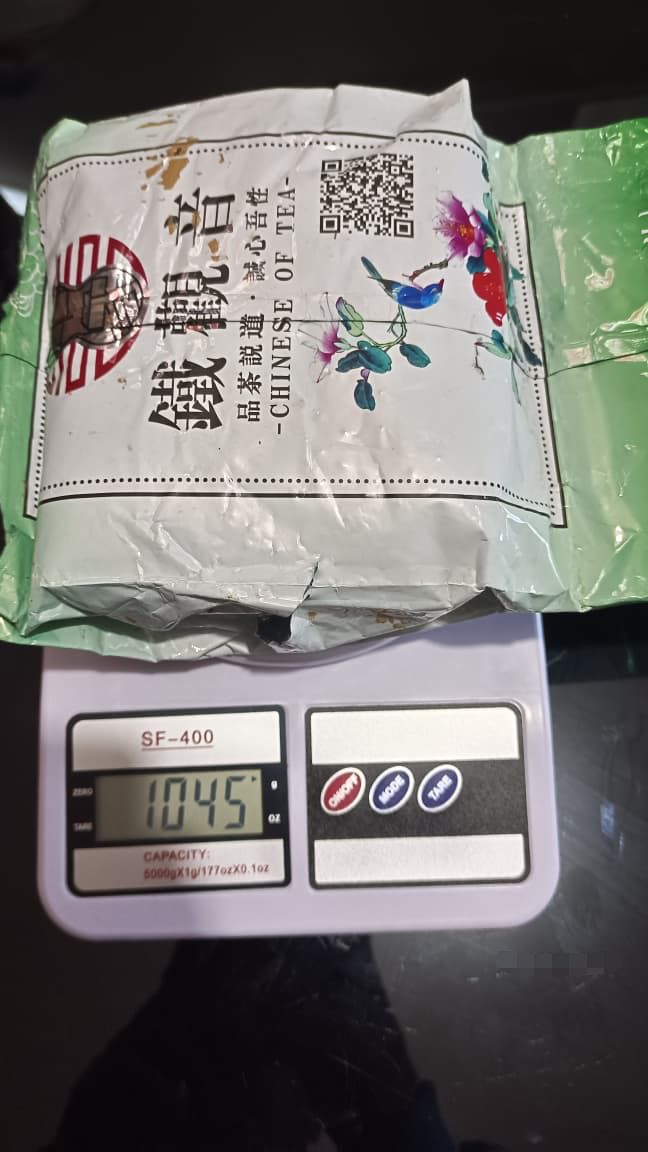 鐵觀音
品茶説道·誠心吾性
-CHINESE OF TEA-
SF-400
ZERO
TARE
1045
g
oz
CAPACITY:
5000gX1g/177ozX0.1oz
ON/OFF
MODE
TARE